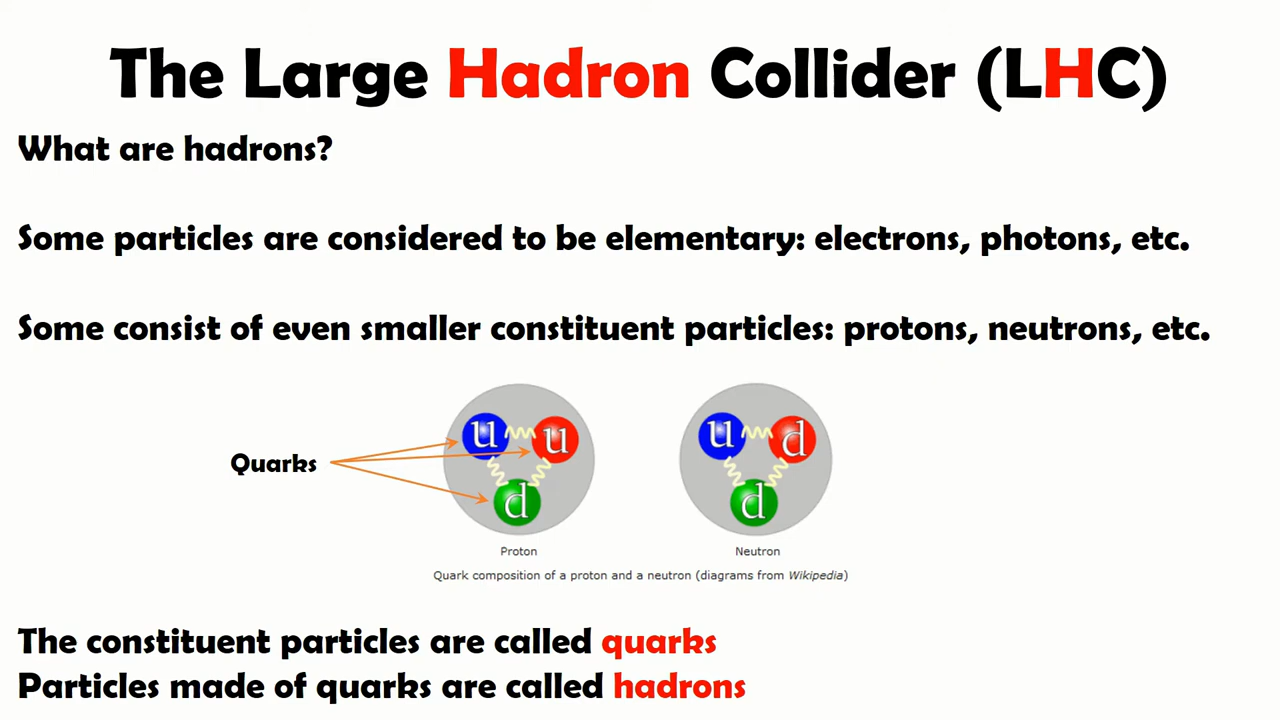 The Large Hadron Collider (LHC)
What are hadrons?
Some particles are considered to be elementary: electrons, photons, etc.
Some consist of even smaller constituent particles: protons, neutrons, etc.
Quarks
u u
d
u d
d
Proton
Neutron
Quark composition of a proton and a neutron (diagrams from Wikipedia)
The constituent particles are called quarks
Particles made of quarks are called hadrons